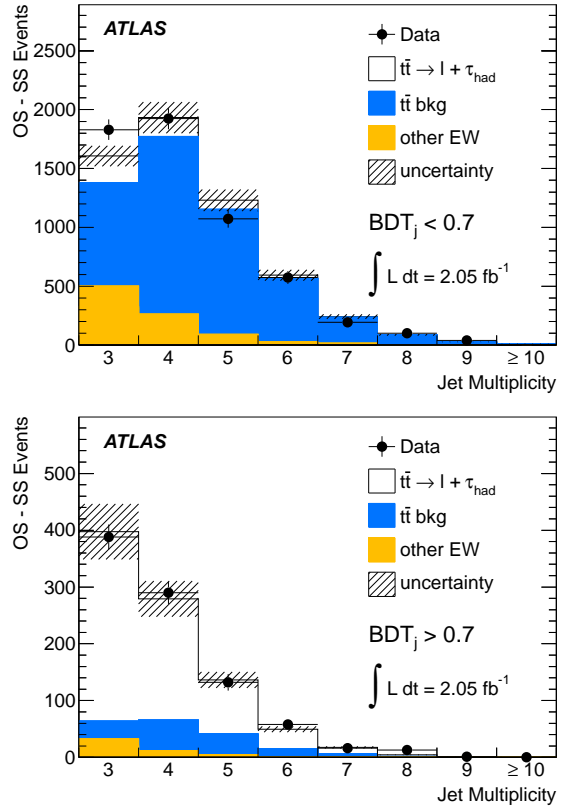 ATLAS
OS - SS Events
2500
2000
1500
1000
500
0
Data
tt̄ → l + τhad
tt̄ bkg
other EW
uncertainty
BDTj < 0.7
∫ L dt = 2.05 fb⁻¹
3 4 5 6 7 8 9 ≥ 10
Jet Multiplicity
ATLAS
OS - SS Events
500
400
300
200
100
0
Data
tt̄ → l + τhad
tt̄ bkg
other EW
uncertainty
BDTj > 0.7
∫ L dt = 2.05 fb⁻¹
3 4 5 6 7 8 9 ≥ 10
Jet Multiplicity